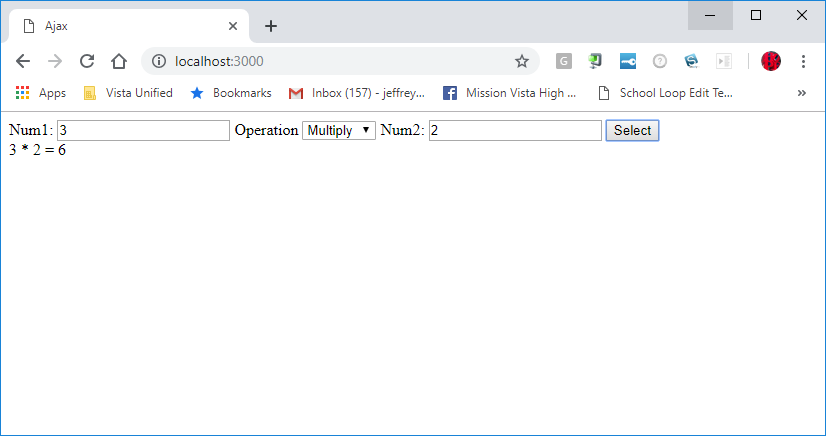 Ajax
localhost:3000
G
Apps Vista Unified Bookmarks Inbox (157) - jeffrey... Mission Vista High ... School Loop Edit Te... »
Num1: 3 Operation Multiply Num2: 2 Select
3 * 2 = 6